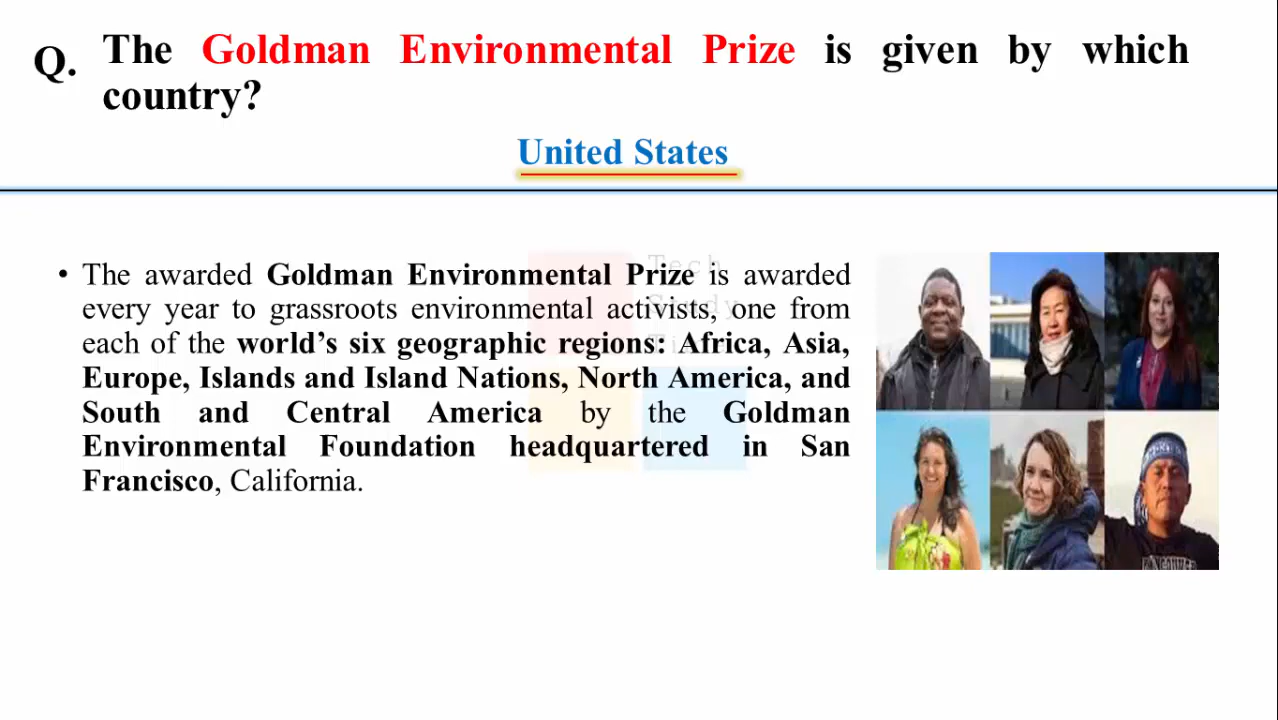 Q. The Goldman Environmental Prize is given by which
country?
United States
• The awarded Goldman Environmental Prize is awarded
every year to grassroots environmental activists, one from
each of the world’s six geographic regions: Africa, Asia,
Europe, Islands and Island Nations, North America, and
South and Central America by the Goldman
Environmental Foundation headquartered in San
Francisco, California.
Tech
Study